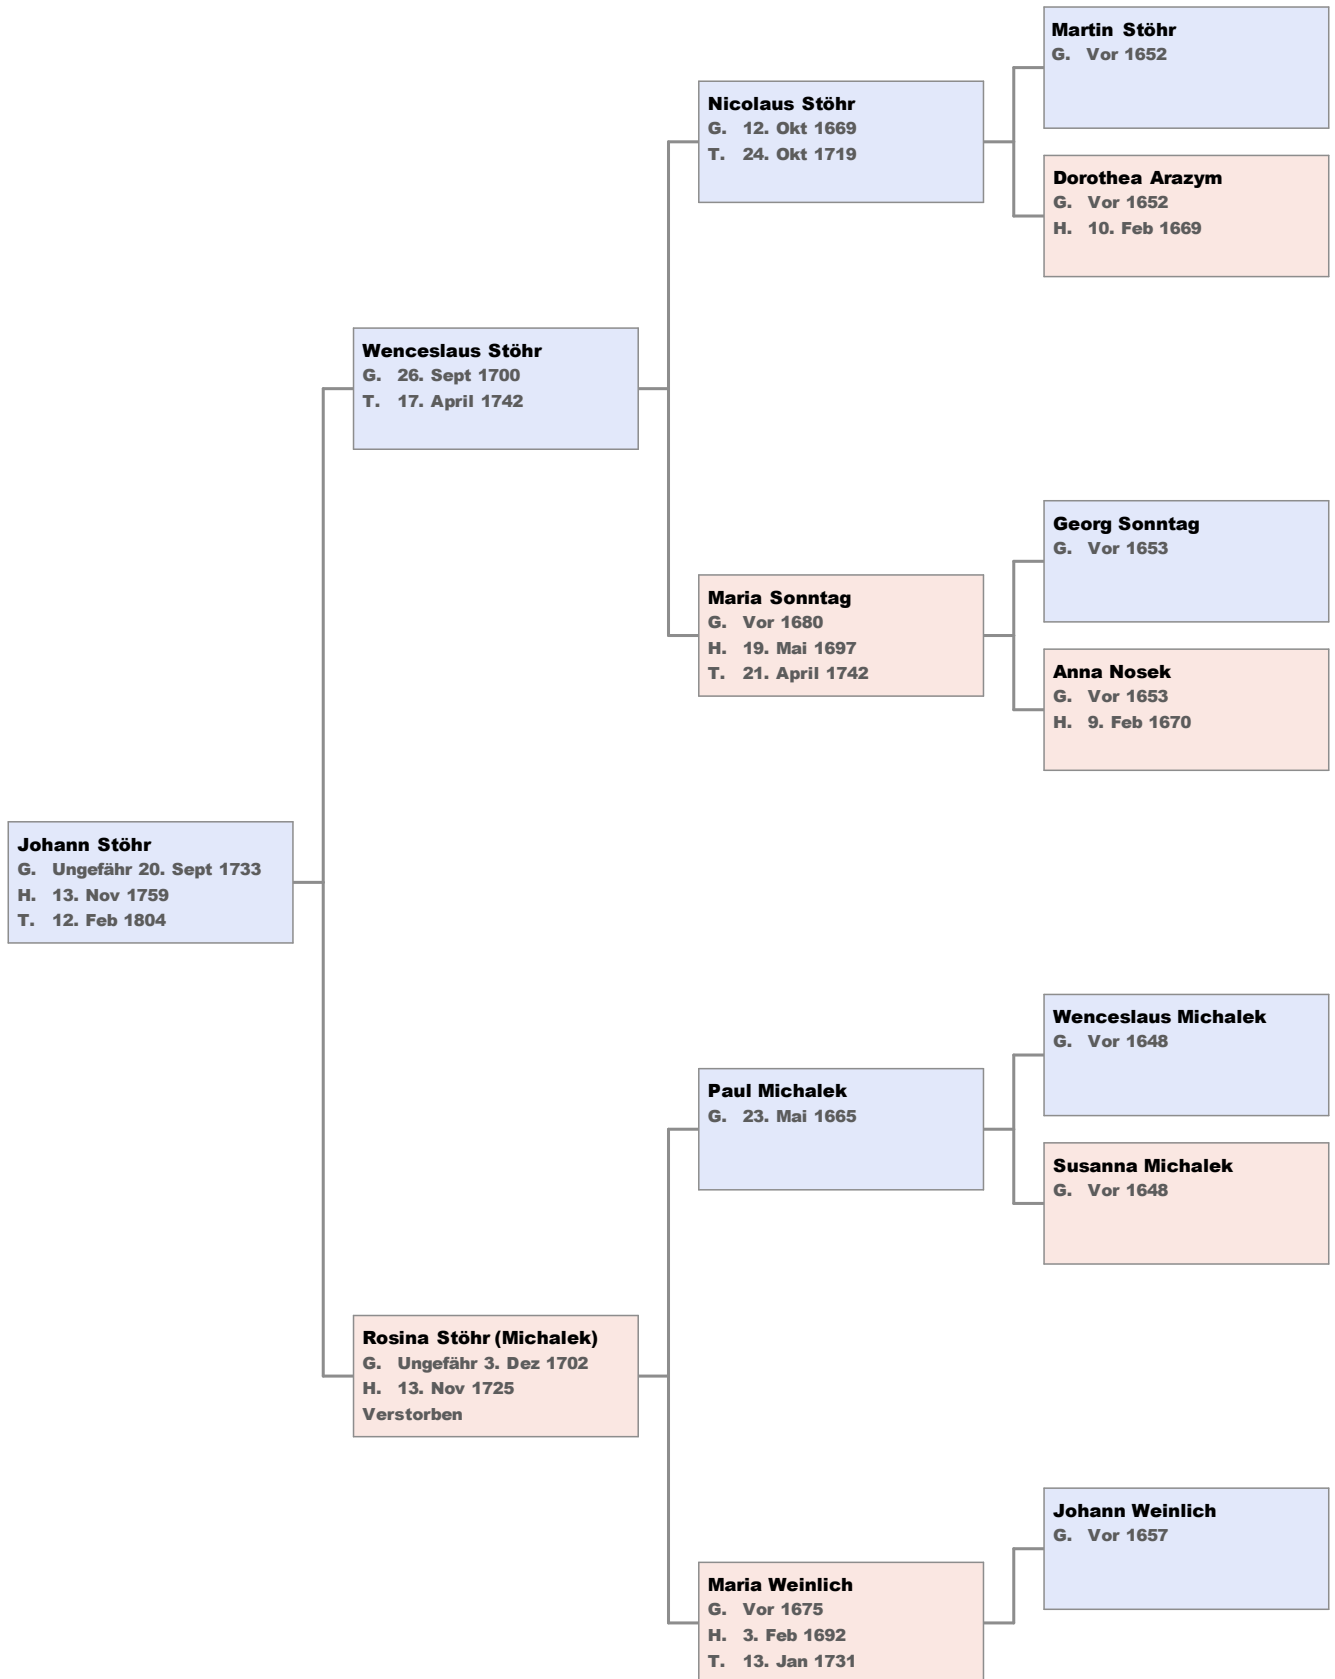 Martin Stöhr
G. Vor 1652
Nicolaus Stöhr
G. 12. Okt 1669
T. 24. Okt 1719
Dorothea Arazym
G. Vor 1652
H. 10. Feb 1669
Wenceslaus Stöhr
G. 26. Sept 1700
T. 17. April 1742
Georg Sonntag
G. Vor 1653
Maria Sonntag
G. Vor 1680
H. 19. Mai 1697
T. 21. April 1742
Anna Nosek
G. Vor 1653
H. 9. Feb 1670
Johann Stöhr
G. Ungefähr 20. Sept 1733
H. 13. Nov 1759
T. 12. Feb 1804
Wenceslaus Michalek
G. Vor 1648
Paul Michalek
G. 23. Mai 1665
Susanna Michalek
G. Vor 1648
Rosina Stöhr (Michalek)
G. Ungefähr 3. Dez 1702
H. 13. Nov 1725
Verstorben
Johann Weinlich
G. Vor 1657
Maria Weinlich
G. Vor 1675
H. 3. Feb 1692
T. 13. Jan 1731